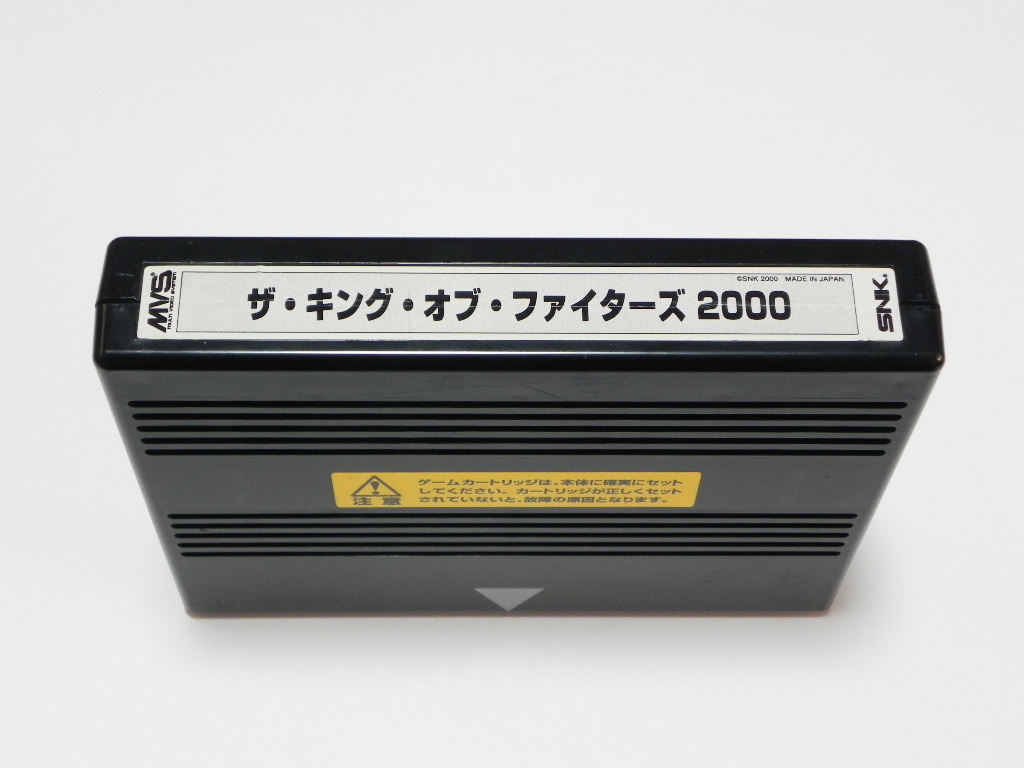 MVS®
MULTI VIDEO SYSTEM
©SNK 2000 MADE IN JAPAN
ザ・キング・オブ・ファイターズ 2000
SNK®
注意
ゲームカートリッジは、本体に確実にセット
してください。カートリッジが正しくセット
されていないと、故障の原因となります。